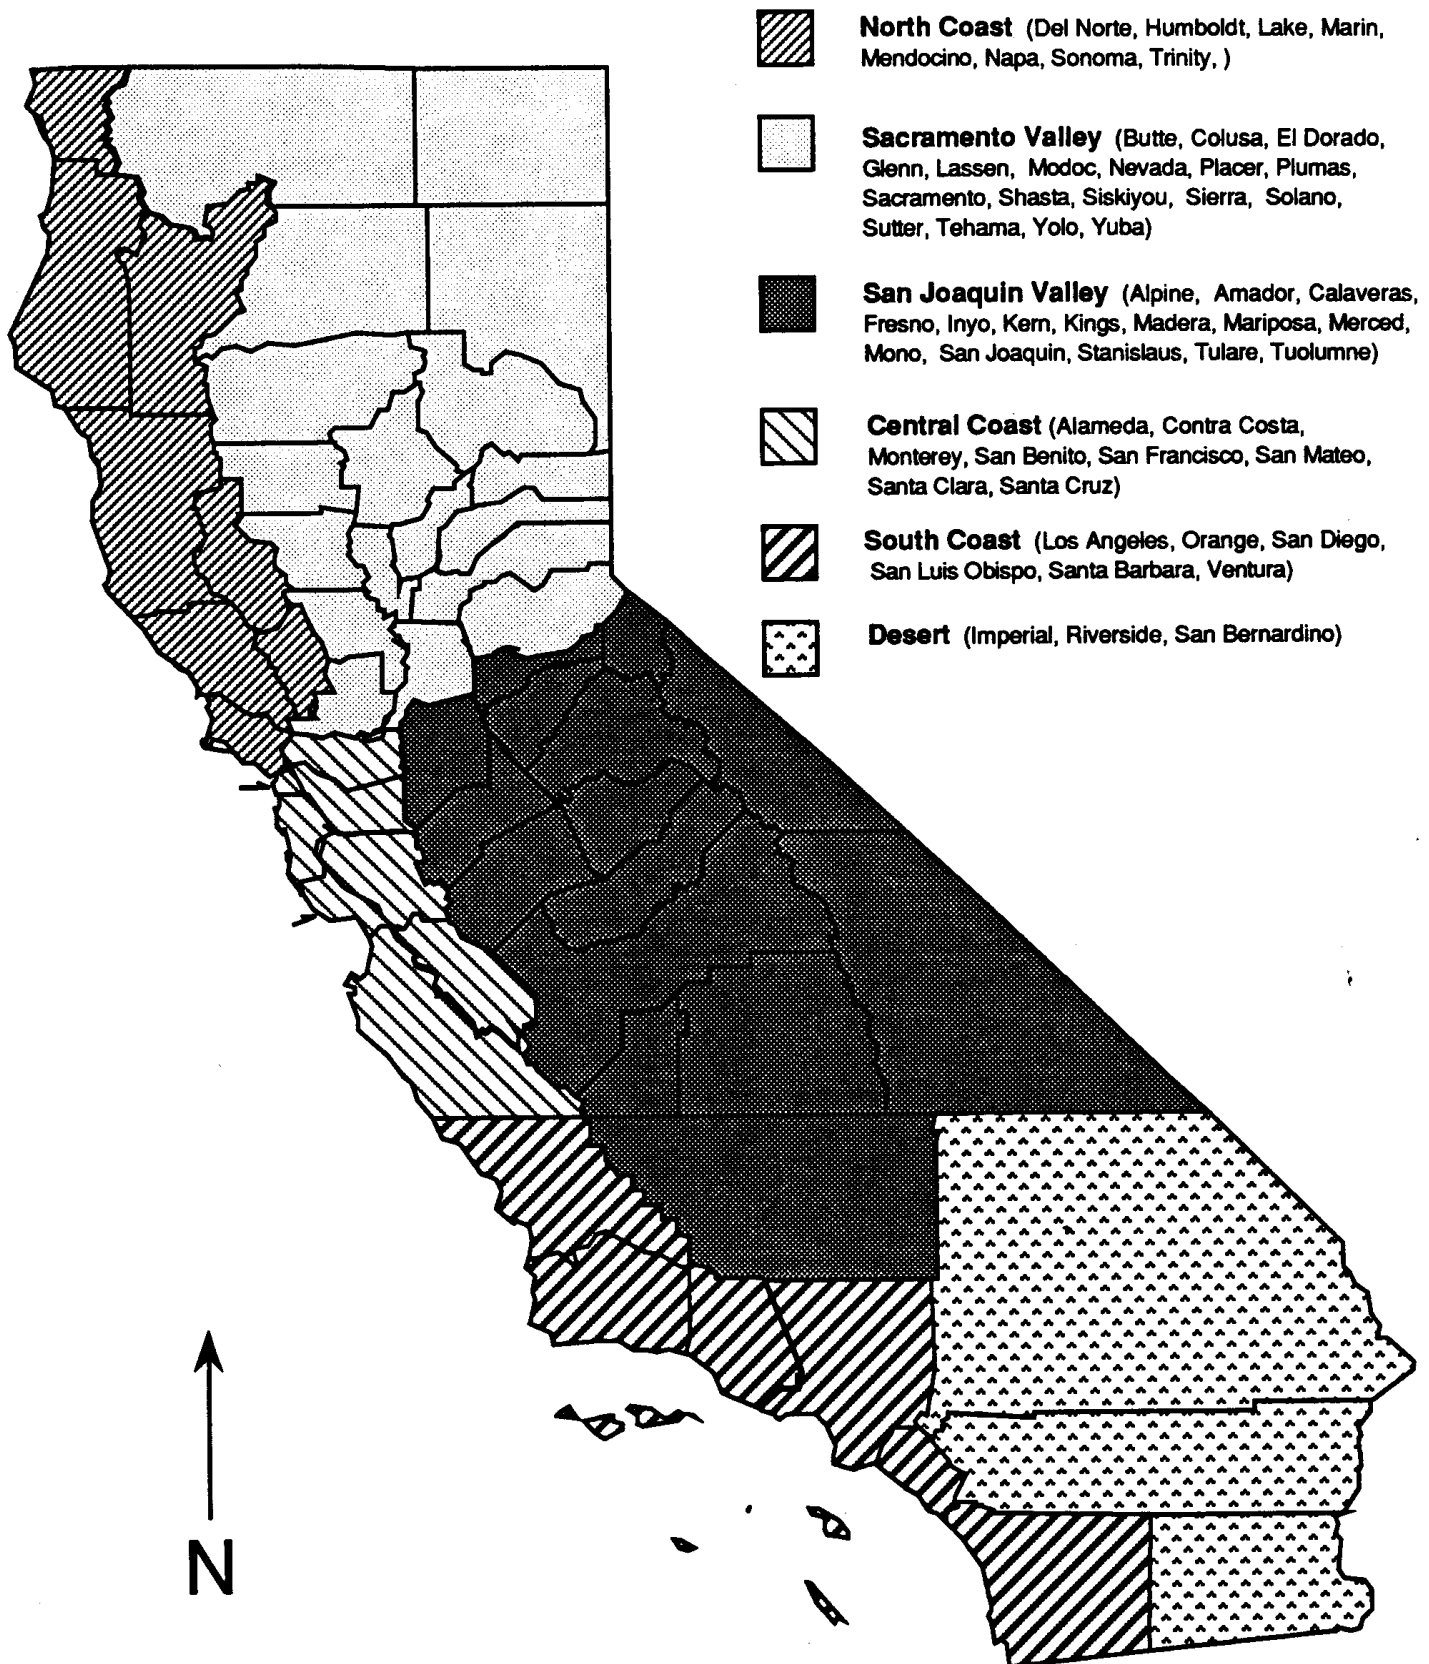 North Coast (Del Norte, Humboldt, Lake, Marin,
Mendocino, Napa, Sonoma, Trinity, )
Sacramento Valley (Butte, Colusa, El Dorado,
Glenn, Lassen, Modoc, Nevada, Placer, Plumas,
Sacramento, Shasta, Siskiyou, Sierra, Solano,
Sutter, Tehama, Yolo, Yuba)
San Joaquin Valley (Alpine, Amador, Calaveras,
Fresno, Inyo, Kern, Kings, Madera, Mariposa, Merced,
Mono, San Joaquin, Stanislaus, Tulare, Tuolumne)
Central Coast (Alameda, Contra Costa,
Monterey, San Benito, San Francisco, San Mateo,
Santa Clara, Santa Cruz)
South Coast (Los Angeles, Orange, San Diego,
San Luis Obispo, Santa Barbara, Ventura)
Desert (Imperial, Riverside, San Bernardino)
N